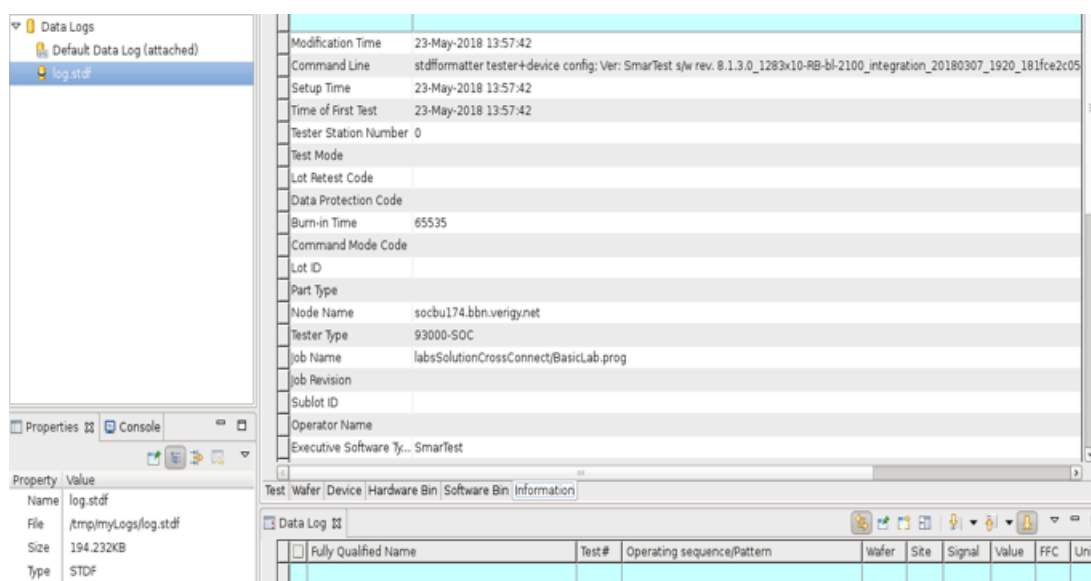 Data Logs
Default Data Log (attached)
log.stdf
Modification Time 23-May-2018 13:57:42
Command Line stdfformatter tester+device config; Ver: SmarTest s/w rev. 8.1.3.0_1283x10-RB-bl-2100_integration_20180307_1920_181fce2c05
Setup Time 23-May-2018 13:57:42
Time of First Test 23-May-2018 13:57:42
Tester Station Number 0
Test Mode
Lot Retest Code
Data Protection Code
Burn-in Time 65535
Command Mode Code
Lot ID
Part Type
Node Name socbu174.bbn.verigy.net
Tester Type 93000-SOC
Job Name labsSolutionCrossConnect/BasicLab.prog
Job Revision
Sublot ID
Operator Name
Executive Software Ty... SmarTest
Test Wafer Device Hardware Bin Software Bin Information
Properties Console
Property Value
Name log.stdf
File /tmp/myLogs/log.stdf
Size 194.232KB
Type STDF
Data Log
Fully Qualified Name Test# Operating sequence/Pattern Wafer Site Signal Value FFC Uni